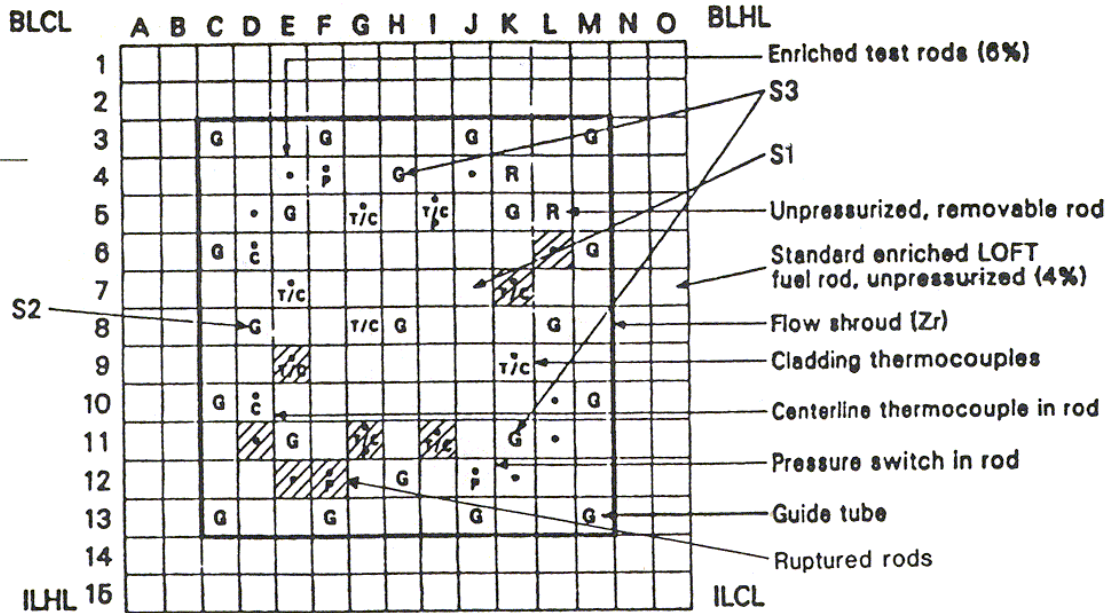 BLCL A B C D E F G H I J K L M N O BLHL
1 Enriched test rods (6%)
2 S3
3 G G G G
4 • • P G • R S1
5 • G • T/C • T/C P G R Unpressurized, removable rod
6 G • C • G Standard enriched LOFT
7 • T/C • T/C fuel rod, unpressurized (4%)
S2 8 G T/C G G Flow shroud (Zr)
9 • T/C • T/C Cladding thermocouples
10 G • C • G Centerline thermocouple in rod
11 • G • T/C P • T/C G •
12 • • P G • P • Pressure switch in rod
13 G G G G Guide tube
14 Ruptured rods
ILHL 15 ILCL